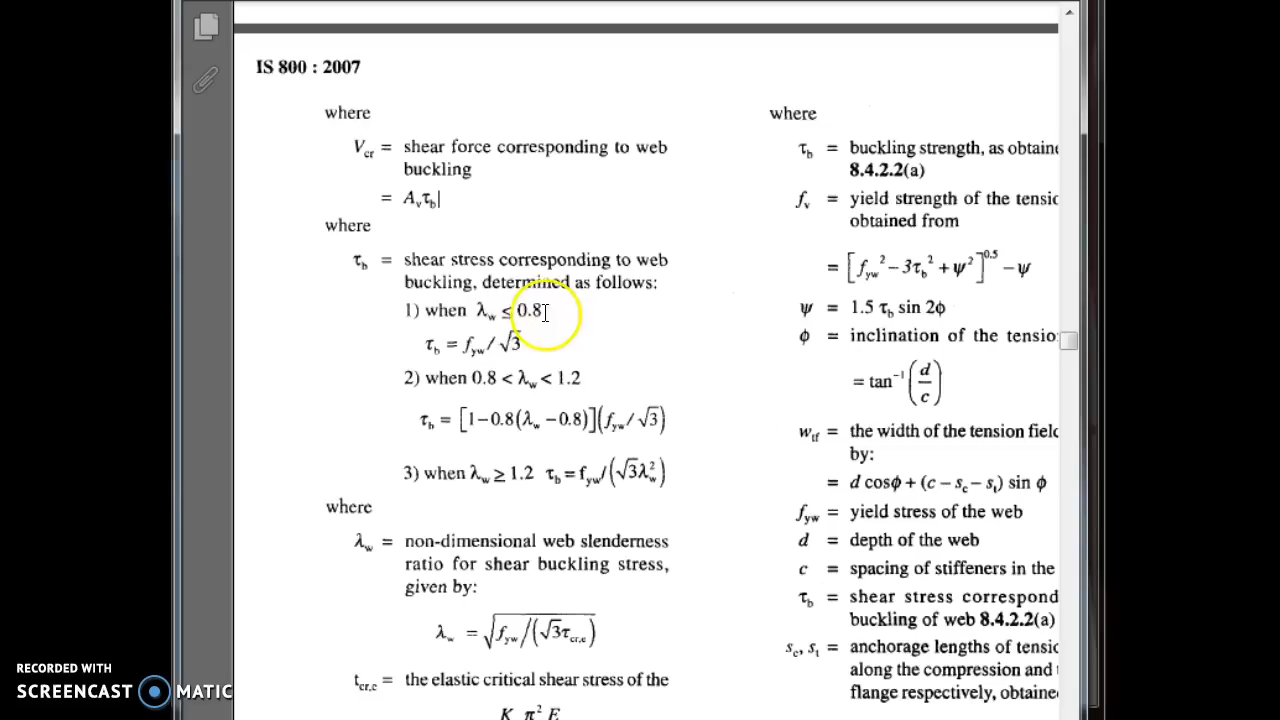 IS 800 : 2007
where
V_cr = shear force corresponding to web
buckling
= A_v τ_b|
where
τ_b = shear stress corresponding to web
buckling, determined as follows:
1) when λ_w ≤ 0.8
τ_b = f_yw / √3
2) when 0.8 < λ_w < 1.2
τ_b = [1−0.8(λ_w −0.8)](f_yw / √3)
3) when λ_w ≥ 1.2 τ_b = f_yw/(√3λ_w²)
where
λ_w = non-dimensional web slenderness
ratio for shear buckling stress,
given by:
λ_w = √(f_yw/(√3τ_cr,e))
t_cr,e = the elastic critical shear stress of the
K π² E
where
τ_b = buckling strength, as obtaine
8.4.2.2(a)
f_v = yield strength of the tensi
obtained from
= [f_yw² − 3τ_b² + ψ²]^0.5 − ψ
ψ = 1.5 τ_b sin 2φ
φ = inclination of the tensio
= tan⁻¹ (d/c)
w_tf = the width of the tension field
by:
= d cosφ + (c − s_c − s_t) sin φ
f_yw = yield stress of the web
d = depth of the web
c = spacing of stiffeners in the
τ_b = shear stress correspond
buckling of web 8.4.2.2(a)
s_c, s_t = anchorage lengths of tensi
along the compression and
flange respectively, obtaine
RECORDED WITH
SCREENCAST MATIC